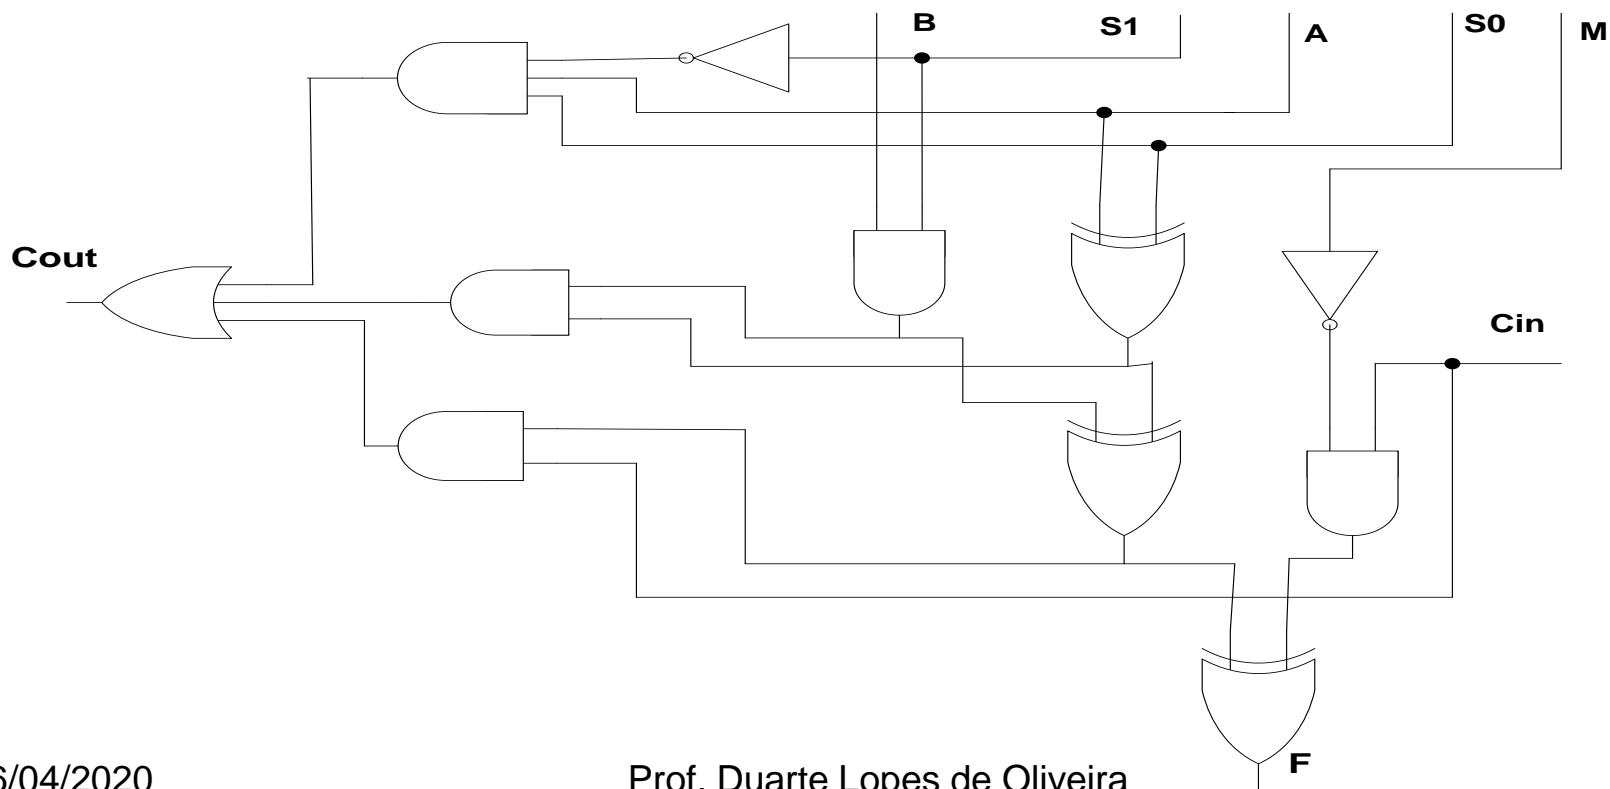 B
S1
A
S0
M
Cout
Cin
F
6/04/2020
Prof. Duarte Lopes de Oliveira